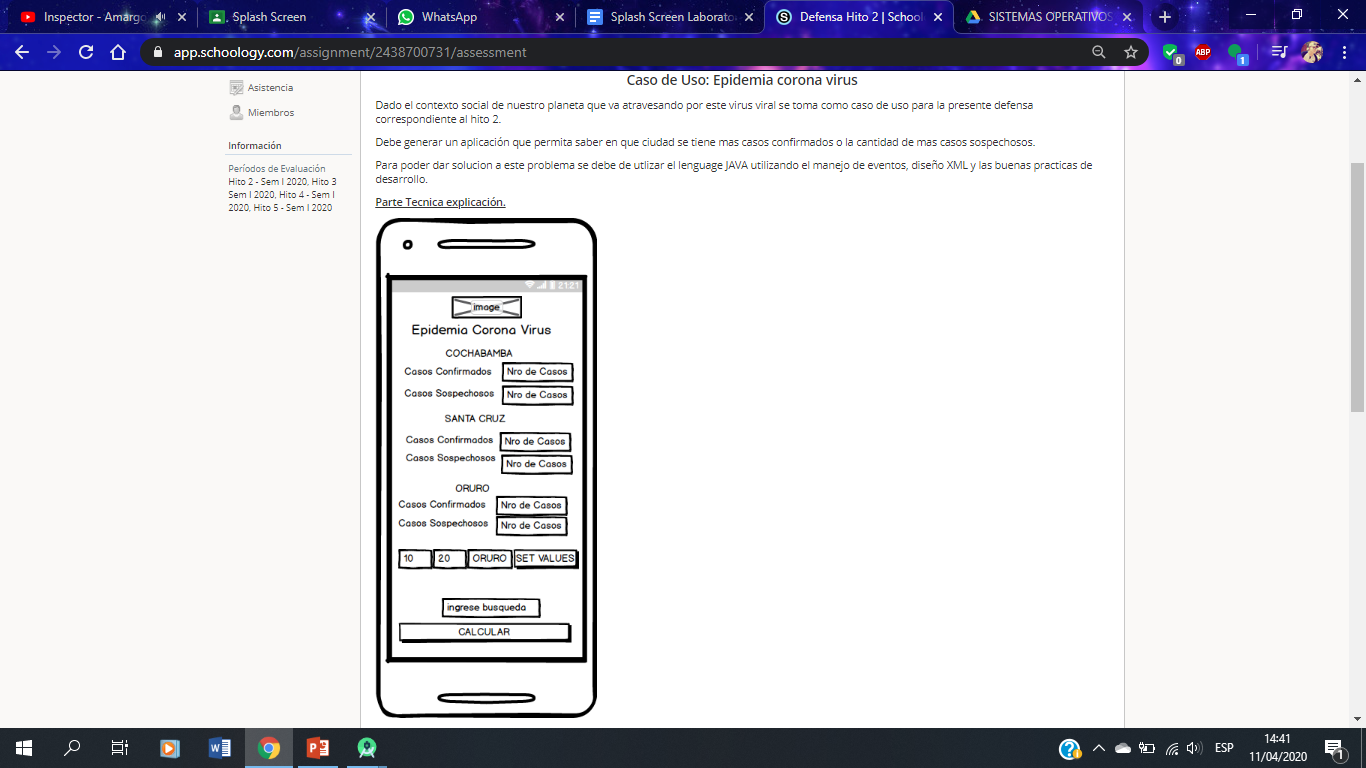 Inspector - Amargo
Splash Screen
WhatsApp
Splash Screen Laborato
Defensa Hito 2 | School
SISTEMAS OPERATIVOS
app.schoology.com/assignment/2438700731/assessment
ABP
0
1
Asistencia
Miembros
Información
Períodos de Evaluación
Hito 2 - Sem I 2020, Hito 3
Sem I 2020, Hito 4 - Sem I
2020, Hito 5 - Sem I 2020
Caso de Uso: Epidemia corona virus
Dado el contexto social de nuestro planeta que va atravesando por este virus viral se toma como caso de uso para la presente defensa
correspondiente al hito 2.
Debe generar un aplicación que permita saber en que ciudad se tiene mas casos confirmados o la cantidad de mas casos sospechosos.
Para poder dar solucion a este problema se debe de utlizar el lenguage JAVA utilizando el manejo de eventos, diseño XML y las buenas practicas de
desarrollo.
Parte Tecnica explicación.
21:21
image
Epidemia Corona Virus
COCHABAMBA
Casos Confirmados Nro de Casos
Casos Sospechosos Nro de Casos
SANTA CRUZ
Casos Confirmados Nro de Casos
Casos Sospechosos Nro de Casos
ORURO
Casos Confirmados Nro de Casos
Casos Sospechosos Nro de Casos
10 20 ORURO SET VALUES
ingrese busqueda
CALCULAR
ESP
14:41
11/04/2020
1